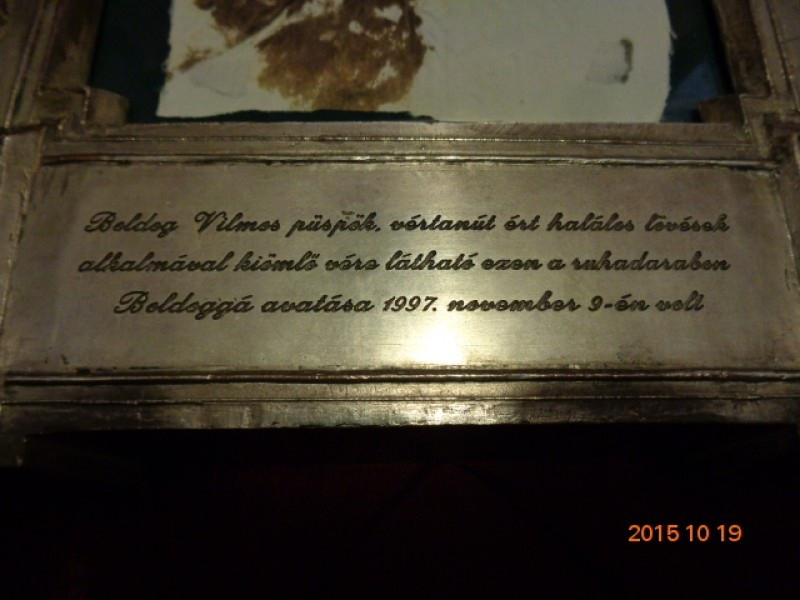 Boldog Vilmos püspök, vértanút ért halálos lövések
alkalmával kiömlő vére látható ezen a ruhadarabon
Boldoggá avatása 1997. november 9-én volt
2015 10 19